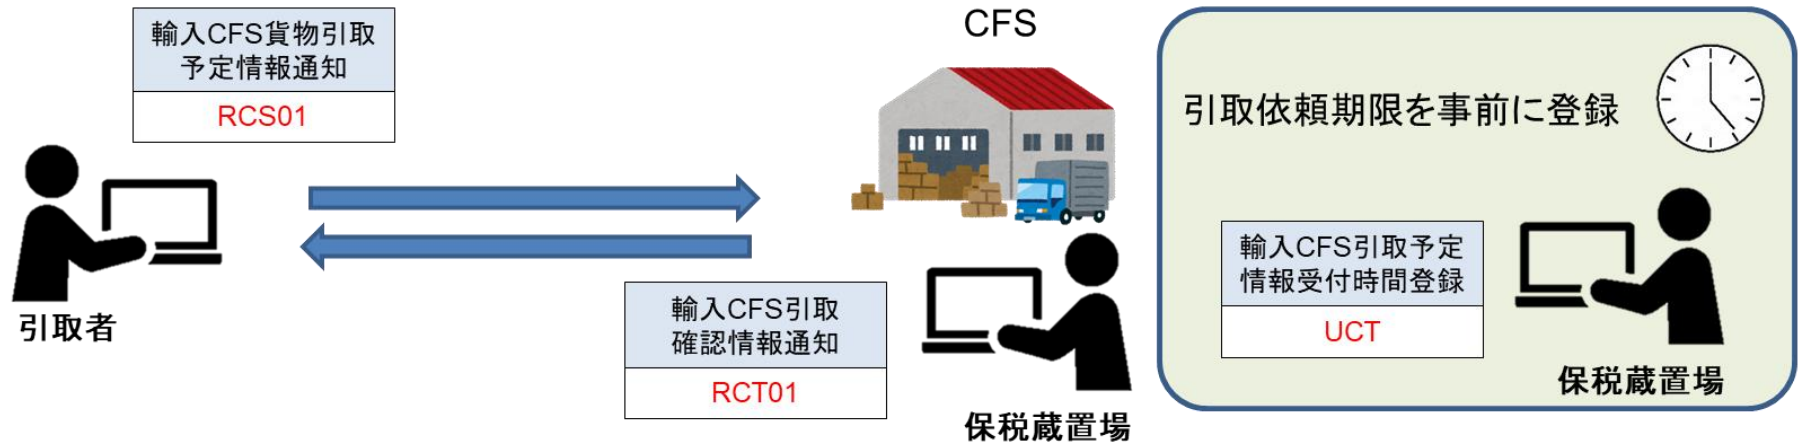 輸入CFS貨物引取
予定情報通知
RCS01
引取者
CFS
輸入CFS引取
確認情報通知
RCT01
保税蔵置場
引取依頼期限を事前に登録
輸入CFS引取予定
情報受付時間登録
UCT
保税蔵置場